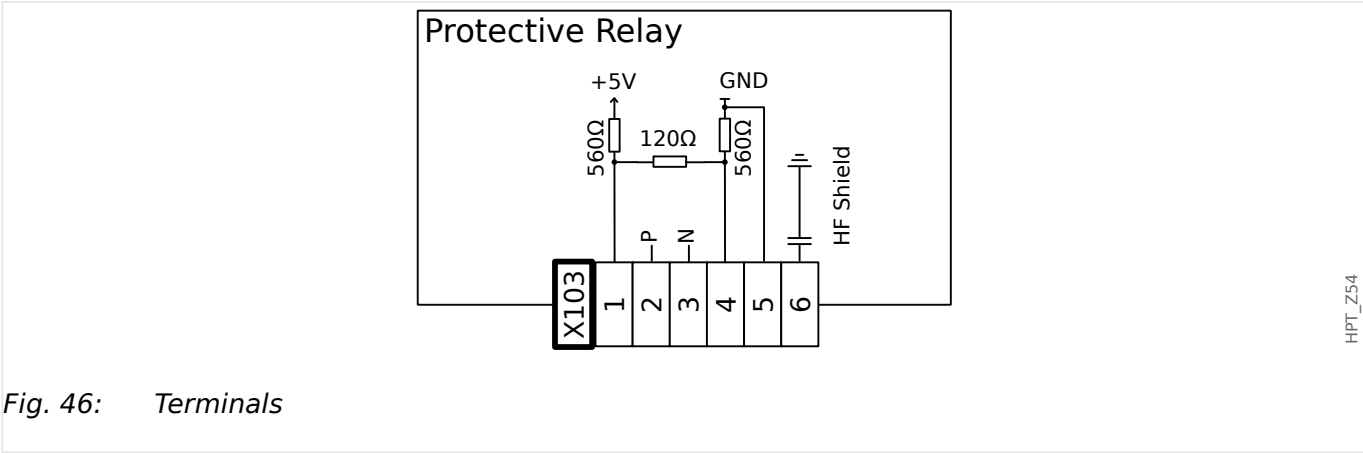 Protective Relay
+5V
GND
560Ω
120Ω
560Ω
HF Shield
P
N
X103
1
2
3
4
5
6
HPT_Z54
Fig. 46: Terminals